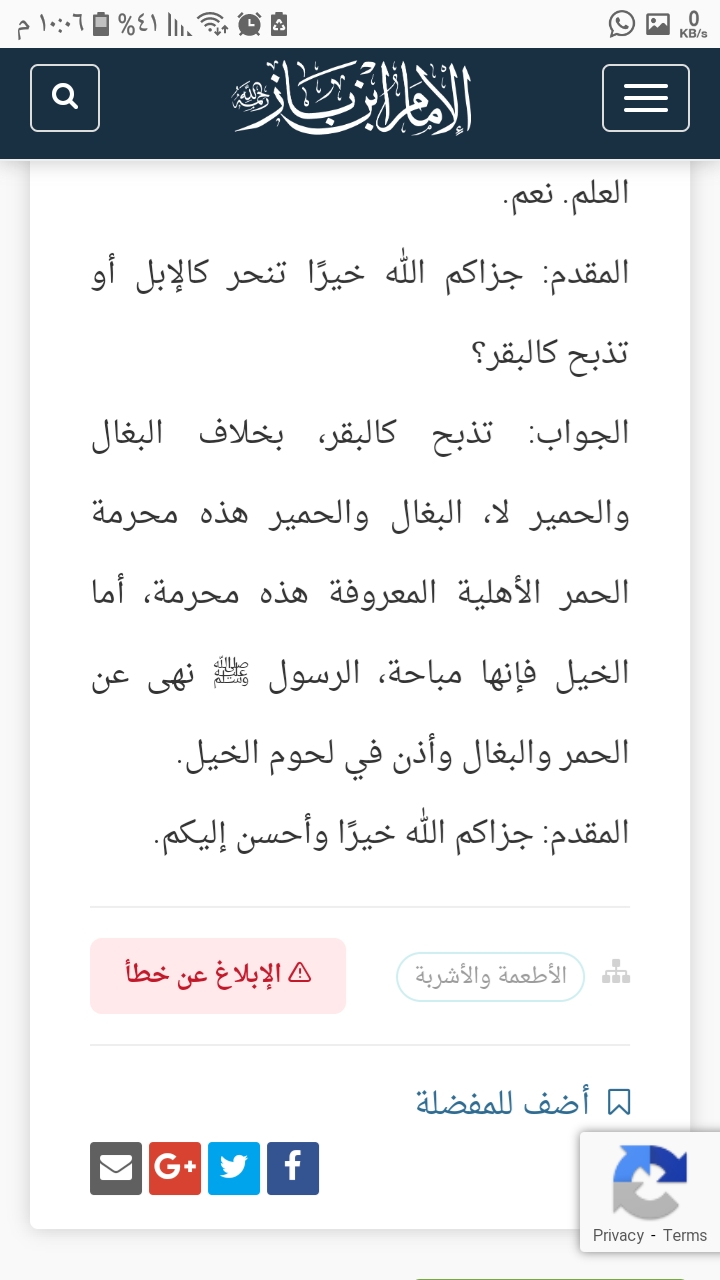 م ١٠:٠٦ %٤١ 0 KB/s
الإمام ابن باز رحمه الله
العلم. نعم.
المقدم: جزاكم الله خيرًا تنحر كالإبل أو
تذبح كالبقر؟
الجواب: تذبح كالبقر، بخلاف البغال
والحمير لا، البغال والحمير هذه محرمة
الحمر الأهلية المعروفة هذه محرمة، أما
الخيل فإنها مباحة، الرسول ﷺ نهى عن
الحمر والبغال وأذن في لحوم الخيل.
المقدم: جزاكم الله خيرًا وأحسن إليكم.
الأطعمة والأشربة
الإبلاغ عن خطأ
أضف للمفضلة
G+ f
Privacy - Terms